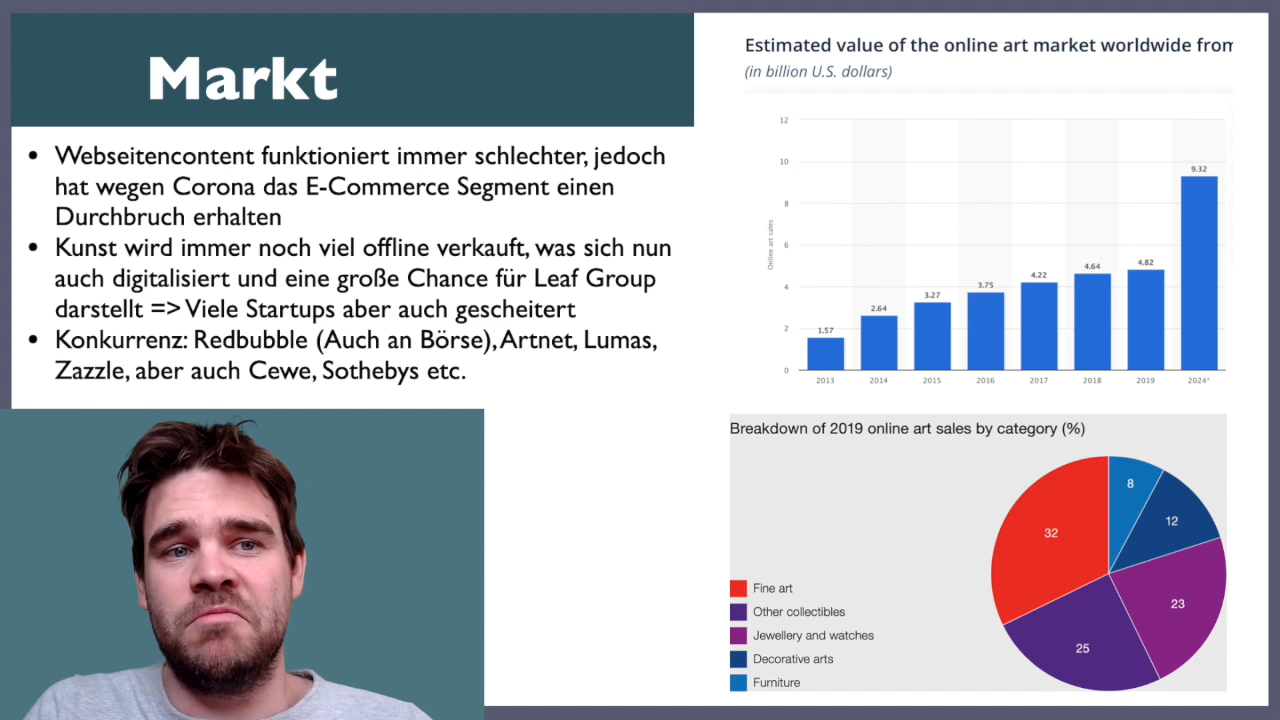 Markt
• Webseitencontent funktioniert immer schlechter, jedoch
hat wegen Corona das E-Commerce Segment einen
Durchbruch erhalten
• Kunst wird immer noch viel offline verkauft, was sich nun
auch digitalisiert und eine große Chance für Leaf Group
darstellt => Viele Startups aber auch gescheitert
• Konkurrenz: Redbubble (Auch an Börse), Artnet, Lumas,
Zazzle, aber auch Cewe, Sothebys etc.
Estimated value of the online art market worldwide from
(in billion U.S. dollars)
Online art sales
12
10
8
6
4
2
0
1.57
2.64
3.27
3.75
4.22
4.64
4.82
9.32
2013 2014 2015 2016 2017 2018 2019 2024*
Breakdown of 2019 online art sales by category (%)
8
12
23
25
32
Fine art
Other collectibles
Jewellery and watches
Decorative arts
Furniture